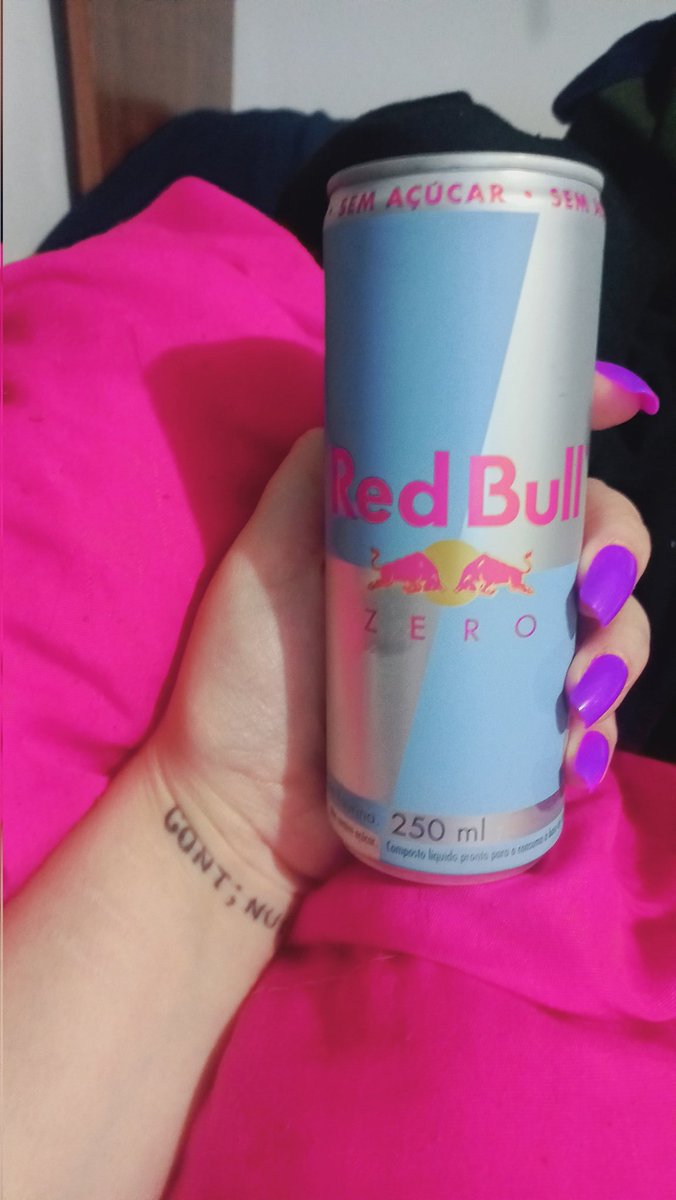 SEM AÇÚCAR • SEM
Red Bull
ZERO
250 ml
Composto líquido pronto para o consumo
CONT;NU